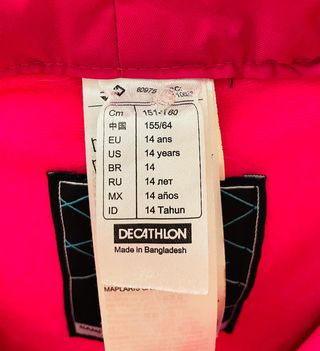 Cm 151-160
中国 155/64
EU 14 ans
US 14 years
BR 14
RU 14 лет
MX 14 años
ID 14 Tahun
DECATHLON
Made in Bangladesh